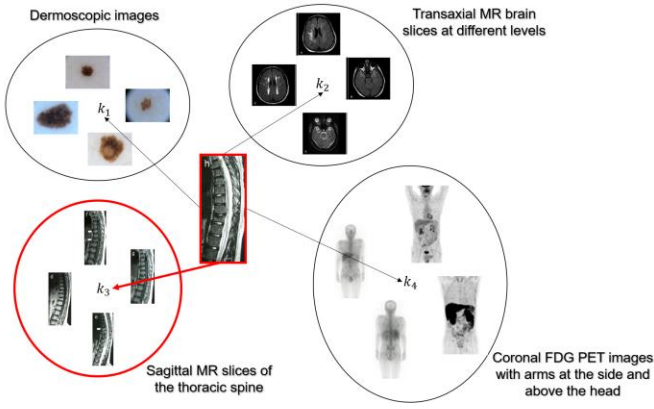 Dermoscopic images
Transaxial MR brain
slices at different levels
k₁
k₂
k₃
k₄
Sagittal MR slices of
the thoracic spine
Coronal FDG PET images
with arms at the side and
above the head